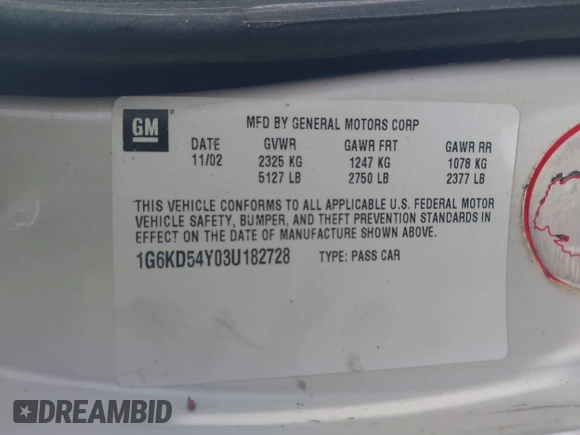 MFD BY GENERAL MOTORS CORP
GM
DATE GVWR GAWR FRT GAWR RR
11/02 2325 KG 1247 KG 1078 KG
5127 LB 2750 LB 2377 LB
THIS VEHICLE CONFORMS TO ALL APPLICABLE U.S. FEDERAL MOTOR
VEHICLE SAFETY, BUMPER, AND THEFT PREVENTION STANDARDS IN
EFFECT ON THE DATE OF MANUFACTURE SHOWN ABOVE.
1G6KD54Y03U182728 TYPE: PASS CAR
DREAMBID